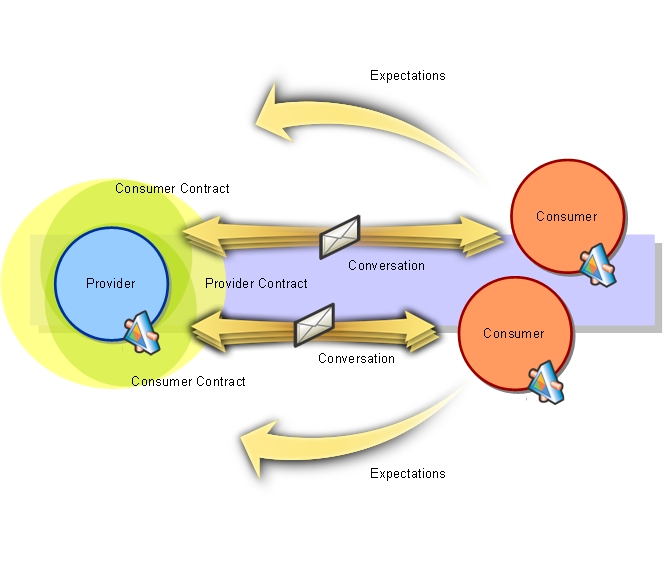 Expectations
Consumer Contract
Consumer
Conversation
Provider
Provider Contract
Consumer
Conversation
Consumer Contract
Expectations